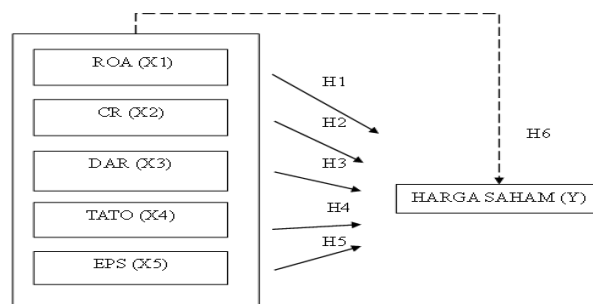 ROA (X1)
H1
CR (X2)
H2
H6
DAR (X3)
H3
HARGA SAHAM (Y)
TATO (X4)
H4
H5
EPS (X5)